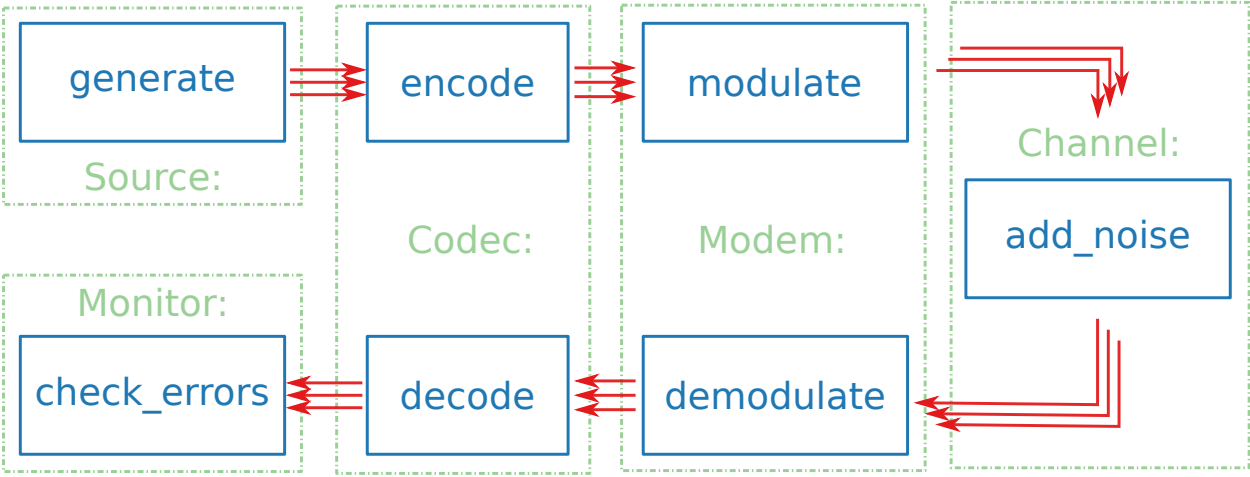 generate
encode
modulate
Source:
Channel:
Codec:
Modem:
add_noise
Monitor:
check_errors
decode
demodulate